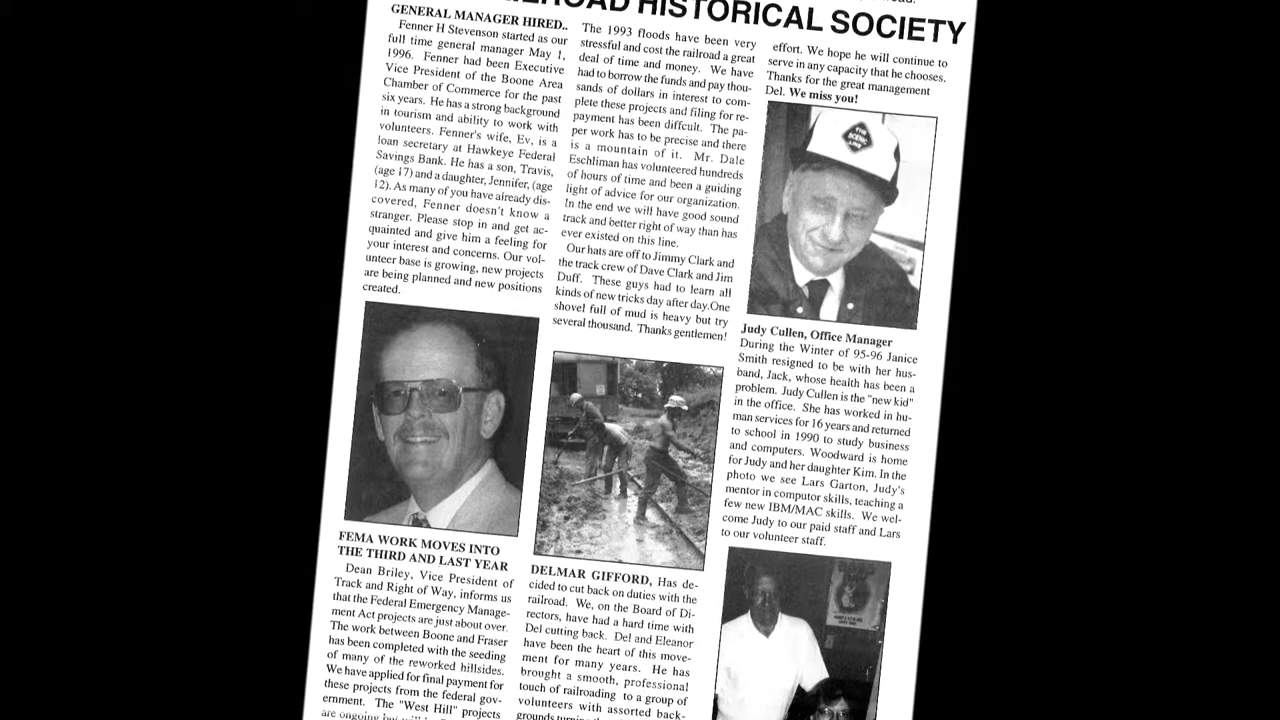 RAILROAD HISTORICAL SOCIETY
GENERAL MANAGER HIRED..
Fenner H Stevenson started as our
full time general manager May 1,
1996. Fenner had been Executive
Vice President of the Boone Area
Chamber of Commerce for the past
six years. He has a strong background
in tourism and ability to work with
volunteers. Fenner's wife, Ev, is a
loan secretary at Hawkeye Federal
Savings Bank. He has a son, Travis,
(age 17) and a daughter, Jennifer, (age
12). As many of you have already dis-
covered, Fenner doesn't know a
stranger. Please stop in and get ac-
quainted and give him a feeling for
your interest and concerns. Our vol-
unteer base is growing, new projects
are being planned and new positions
created.
FEMA WORK MOVES INTO
THE THIRD AND LAST YEAR
Dean Briley, Vice President of
Track and Right of Way, informs us
that the Federal Emergency Manage-
ment Act projects are just about over.
The work between Boone and Fraser
has been completed with the seeding
of many of the reworked hillsides.
We have applied for final payment for
these projects from the federal gov-
ernment. The "West Hill" projects
are ongoing but
The 1993 floods have been very
stressful and cost the railroad a great
deal of time and money. We have
had to borrow the funds and pay thou-
sands of dollars in interest to com-
plete these projects and filing for re-
payment has been diffcult. The pa-
per work has to be precise and there
is a mountain of it. Mr. Dale
Eschliman has volunteered hundreds
of hours of time and been a guiding
light of advice for our organization.
In the end we will have good sound
track and better right of way than has
ever existed on this line.
Our hats are off to Jimmy Clark and
the track crew of Dave Clark and Jim
Duff. These guys had to learn all
kinds of new tricks day after day.One
shovel full of mud is heavy but try
several thousand. Thanks gentlemen!
DELMAR GIFFORD, Has de-
cided to cut back on duties with the
railroad. We, on the Board of Di-
rectors, have had a hard time with
Del cutting back. Del and Eleanor
have been the heart of this move-
ment for many years. He has
brought a smooth, professional
touch of railroading to a group of
volunteers with assorted back-
grounds
effort. We hope he will continue to
serve in any capacity that he chooses.
Thanks for the great management
Del. We miss you!
THE
SCENIC
LINE
Judy Cullen, Office Manager
During the Winter of 95-96 Janice
Smith resigned to be with her hus-
band, Jack, whose health has been a
problem. Judy Cullen is the "new kid"
in the office. She has worked in hu-
man services for 16 years and returned
to school in 1990 to study business
and computers. Woodward is home
for Judy and her daughter Kim. In the
photo we see Lars Garton, Judy's
mentor in computor skills, teaching a
few new IBM/MAC skills. We wel-
come Judy to our paid staff and Lars
to our volunteer staff.